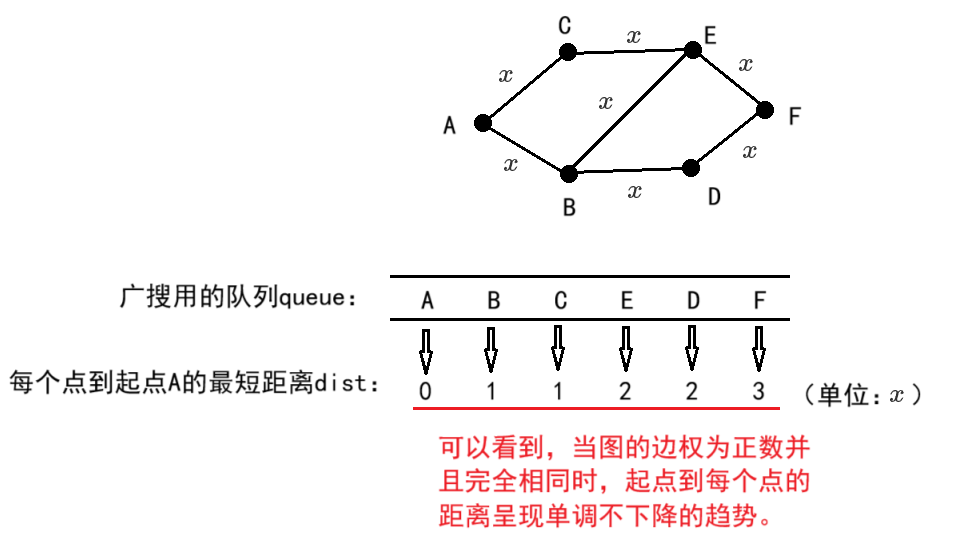 C
x
E
x
x
A
x
F
x
x
x
B
D
广搜用的队列queue： A B C E D F
每个点到起点A的最短距离dist： 0 1 1 2 2 3 （单位：x）
可以看到，当图的边权为正数并
且完全相同时，起点到每个点的
距离呈现单调不下降的趋势。